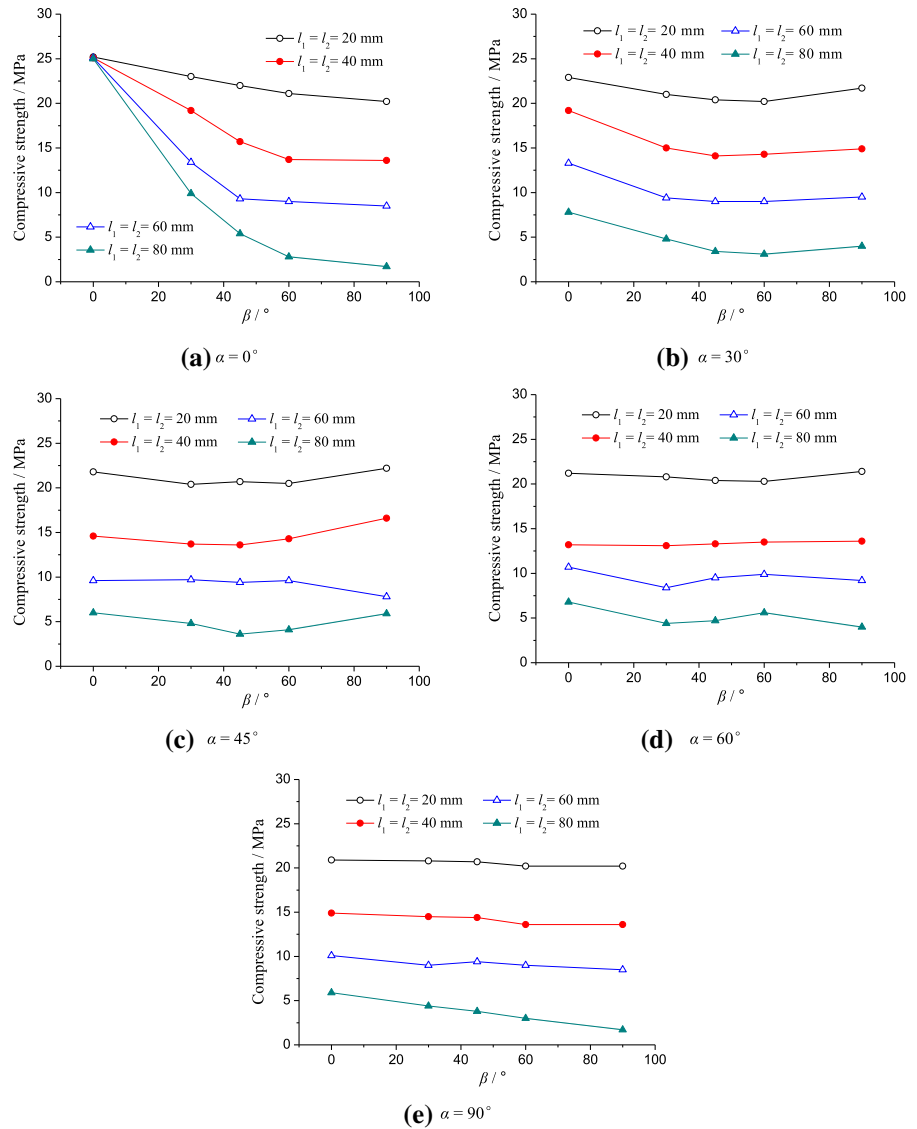 Compressive strength / MPa
30
25
20
15
10
5
0
l₁ = l₂ = 20 mm
l₁ = l₂ = 40 mm
l₁ = l₂ = 60 mm
l₁ = l₂ = 80 mm
0 20 40 60 80 100
β / °
(a) α = 0°
Compressive strength / MPa
30
25
20
15
10
5
0
l₁ = l₂ = 20 mm l₁ = l₂ = 60 mm
l₁ = l₂ = 40 mm l₁ = l₂ = 80 mm
0 20 40 60 80 100
β / °
(b) α = 30°
Compressive strength / MPa
30
25
20
15
10
5
0
l₁ = l₂ = 20 mm l₁ = l₂ = 60 mm
l₁ = l₂ = 40 mm l₁ = l₂ = 80 mm
0 20 40 60 80 100
β / °
(c) α = 45°
Compressive strength / MPa
30
25
20
15
10
5
0
l₁ = l₂ = 20 mm l₁ = l₂ = 60 mm
l₁ = l₂ = 40 mm l₁ = l₂ = 80 mm
0 20 40 60 80 100
β / °
(d) α = 60°
Compressive strength / MPa
30
25
20
15
10
5
0
l₁ = l₂ = 20 mm l₁ = l₂ = 60 mm
l₁ = l₂ = 40 mm l₁ = l₂ = 80 mm
0 20 40 60 80 100
β / °
(e) α = 90°